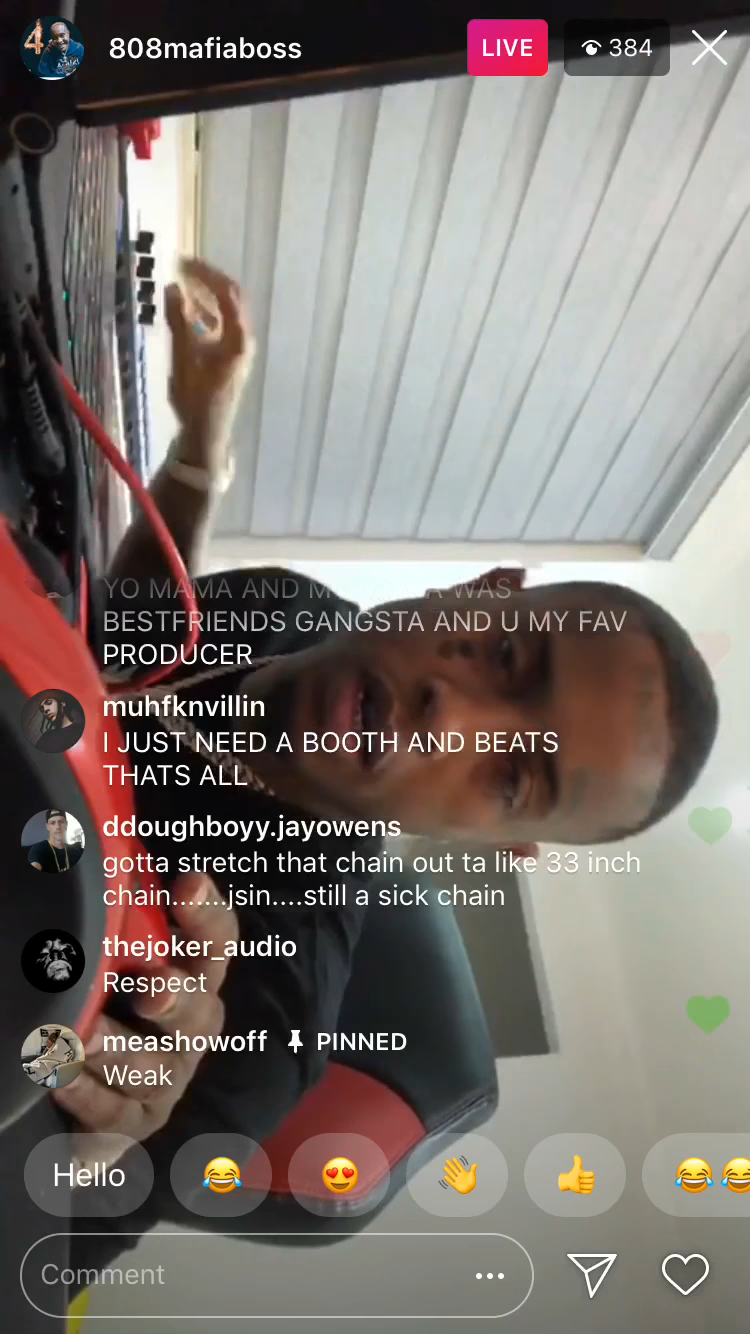 808mafiaboss
LIVE
384
YO MAMA AND M
WAS
BESTFRIENDS GANGSTA AND U MY FAV
PRODUCER
muhfknvillin
I JUST NEED A BOOTH AND BEATS
THATS ALL
ddoughboyy.jayowens
gotta stretch that chain out ta like 33 inch
chain.......jsin....still a sick chain
thejoker_audio
Respect
meashowoff PINNED
Weak
Hello
Comment